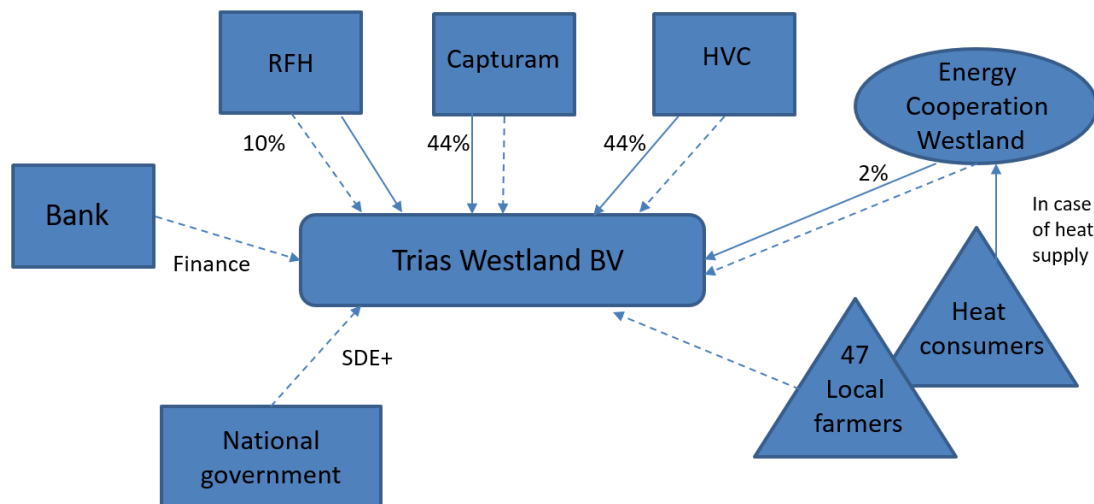 RFH
Capturam
HVC
Energy
Cooperation
Westland
10%
44%
44%
2%
Bank
Finance
Trias Westland BV
In case
of heat
supply
Heat
consumers
47
Local
farmers
SDE+
National
government